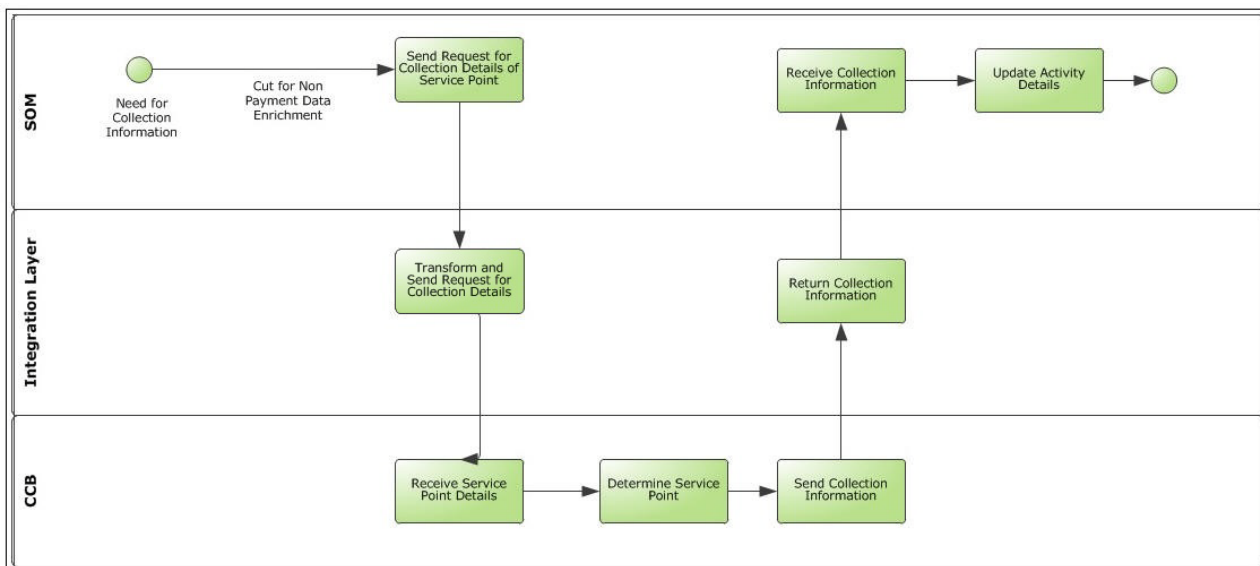 SOM
Need for
Collection
Information
Cut for Non
Payment Data
Enrichment
Send Request for
Collection Details of
Service Point
Receive Collection
Information
Update Activity
Details
Integration Layer
Transform and
Send Request for
Collection Details
Return Collection
Information
CCB
Receive Service
Point Details
Determine Service
Point
Send Collection
Information